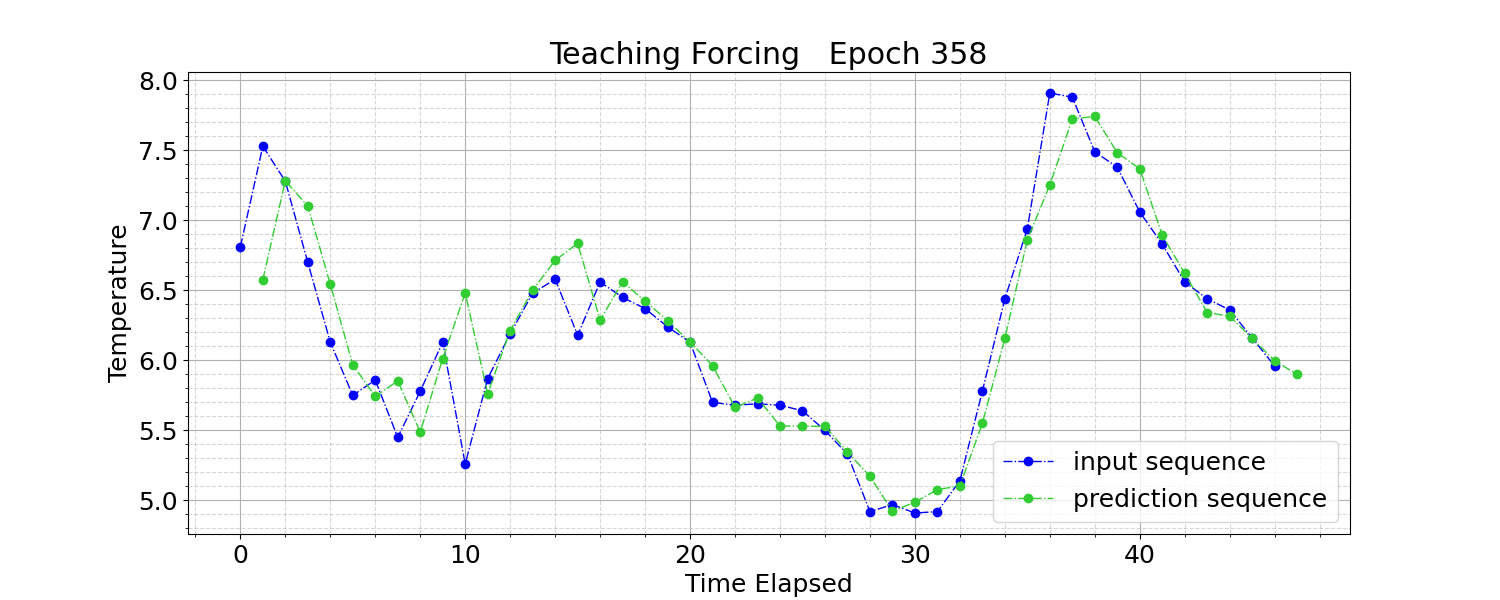 Teaching Forcing   Epoch 358
8.0
7.5
7.0
6.5
6.0
5.5
5.0
Temperature
0 10 20 30 40
Time Elapsed
input sequence
prediction sequence